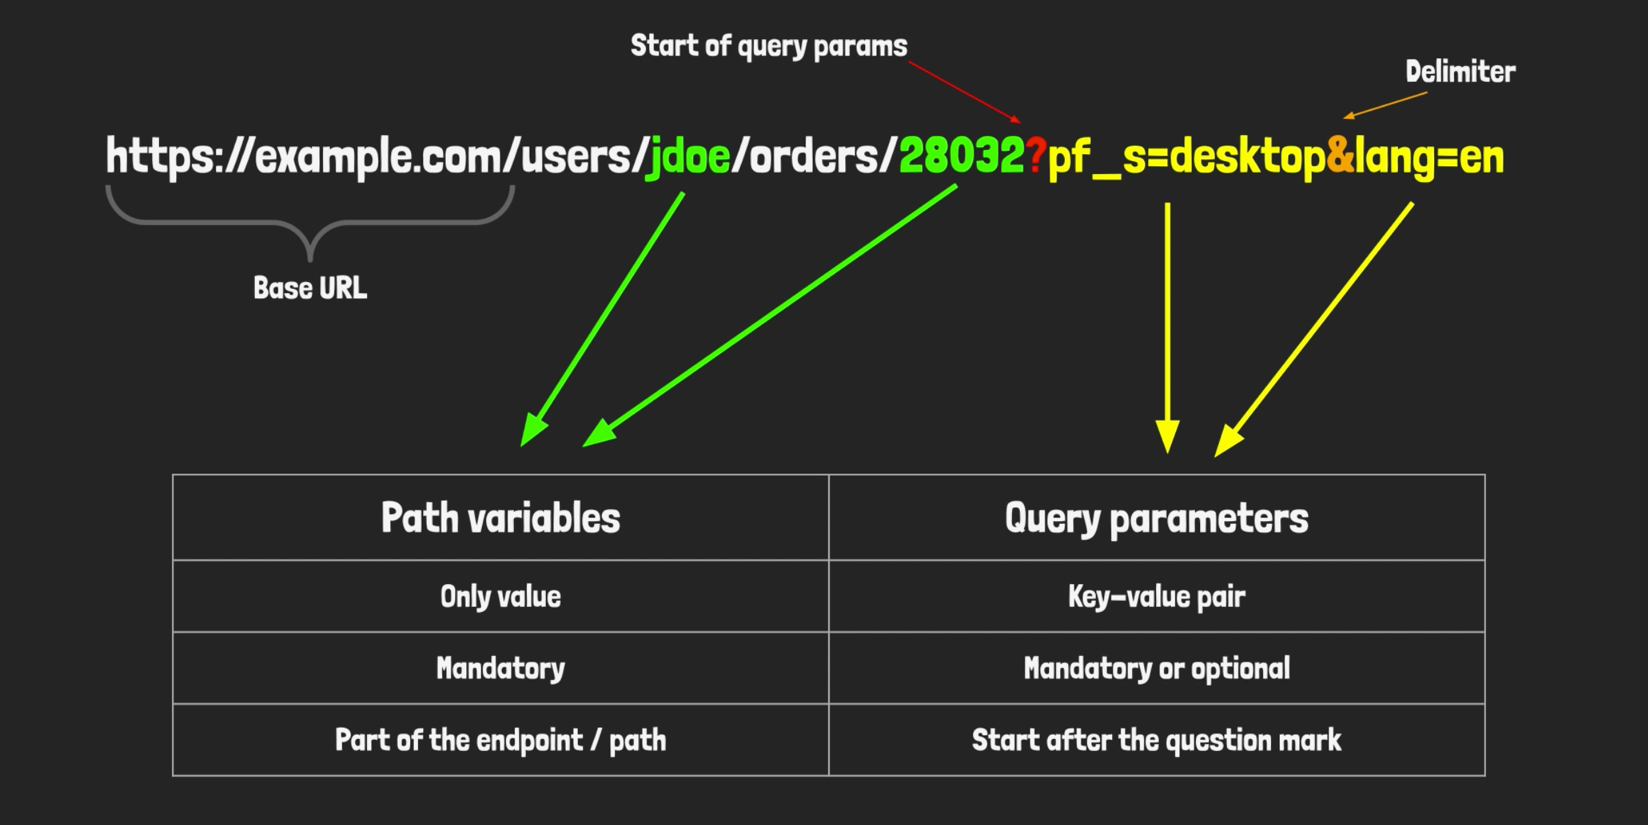 Start of query params
Delimiter
https://example.com/users/jdoe/orders/28032?pf_s=desktop&lang=en
Base URL
Path variables
Query parameters
Only value
Key-value pair
Mandatory
Mandatory or optional
Part of the endpoint / path
Start after the question mark